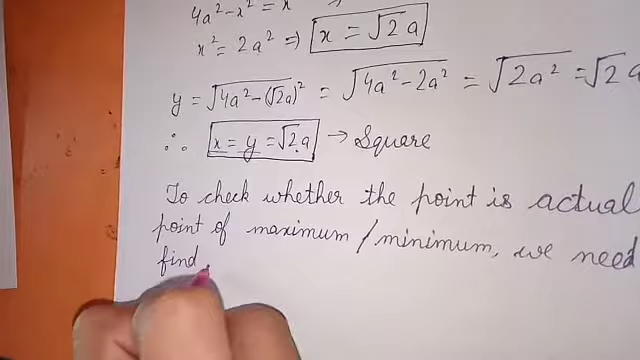 4a² - x² = x
x² = 2a² ⇒ x = √2 a
y = √4a² - (√2a)² = √4a² - 2a² = √2a² = √2 a
∴ x = y = √2.a → Square
To check whether the point is actual
point of maximum / minimum, we need
find